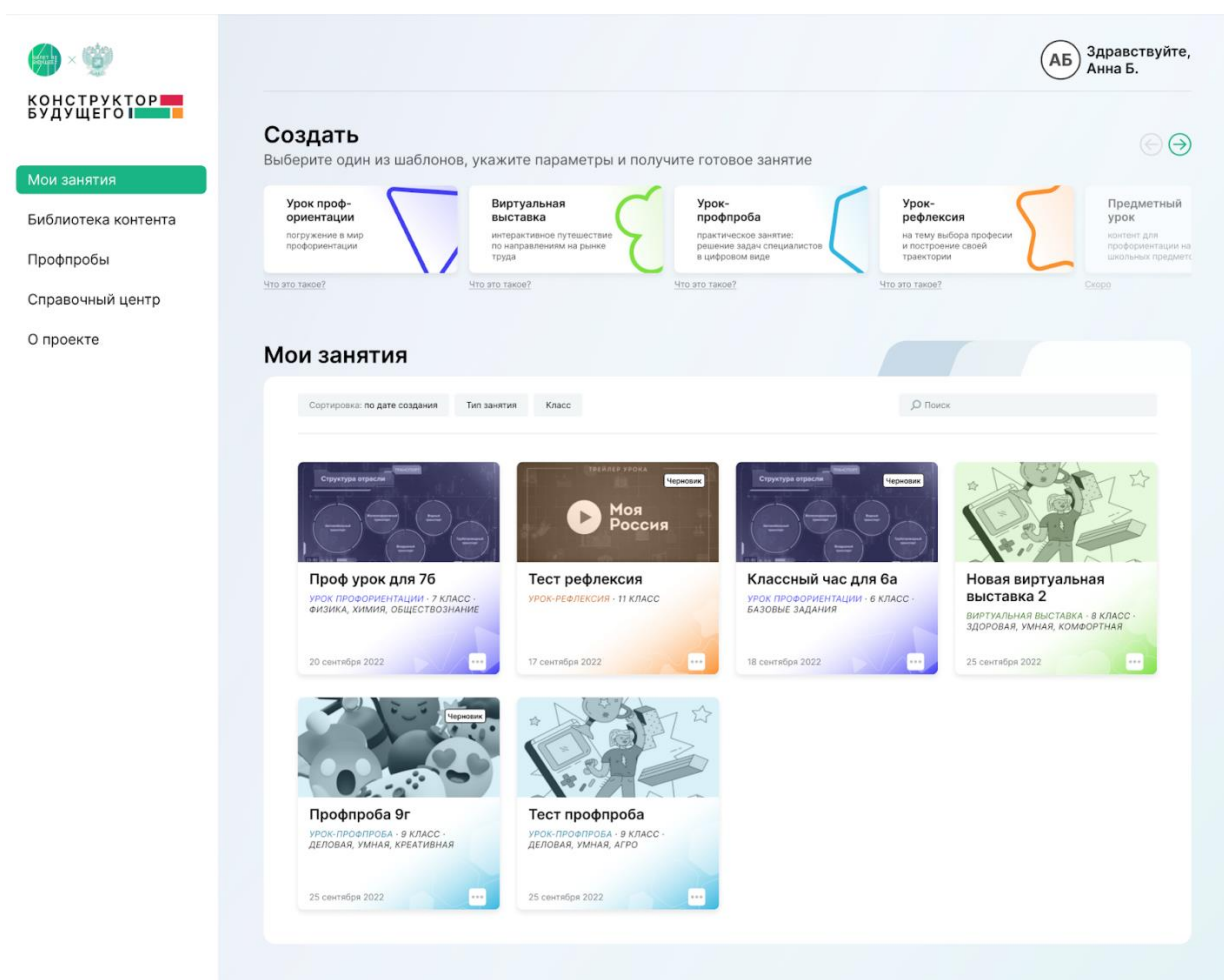 БИЛЕТ В
БУДУЩЕЕ
×
КОНСТРУКТОР
БУДУЩЕГО
Мои занятия
Библиотека контента
Профпробы
Справочный центр
О проекте
АБ
Здравствуйте,
Анна Б.
Создать
Выберите один из шаблонов, укажите параметры и получите готовое занятие
Урок проф-
ориентации
погружение в мир
профориентации
Что это такое?
Виртуальная
выставка
интерактивное путешествие
по направлениям на рынке
труда
Что это такое?
Урок-
профпроба
практическое занятие:
решение задач специалистов
в цифровом виде
Что это такое?
Урок-
рефлексия
на тему выбора професии
и построение своей
траектории
Что это такое?
Предметный
урок
контент для
профориентации на
школьных предмето
Скоро
Мои занятия
Сортировка: по дате создания
Тип занятия
Класс
Поиск
ТРАНСПОРТ
Структура отрасли
Проф урок для 7б
УРОК ПРОФОРИЕНТАЦИИ · 7 КЛАСС ·
ФИЗИКА, ХИМИЯ, ОБЩЕСТВОЗНАНИЕ
20 сентября 2022
ТРЕЙЛЕР УРОКА
Черновик
Моя
Россия
Тест рефлексия
УРОК-РЕФЛЕКСИЯ · 11 КЛАСС
17 сентября 2022
ТРАНСПОРТ
Структура отрасли
Черновик
Классный час для 6а
УРОК ПРОФОРИЕНТАЦИИ · 6 КЛАСС ·
БАЗОВЫЕ ЗАДАНИЯ
18 сентября 2022
Новая виртуальная
выставка 2
ВИРТУАЛЬНАЯ ВЫСТАВКА · 8 КЛАСС ·
ЗДОРОВАЯ, УМНАЯ, КОМФОРТНАЯ
25 сентября 2022
Черновик
Профпроба 9г
УРОК-ПРОФПРОБА · 9 КЛАСС ·
ДЕЛОВАЯ, УМНАЯ, КРЕАТИВНАЯ
25 сентября 2022
Тест профпроба
УРОК-ПРОФПРОБА · 9 КЛАСС ·
ДЕЛОВАЯ, УМНАЯ, АГРО
25 сентября 2022